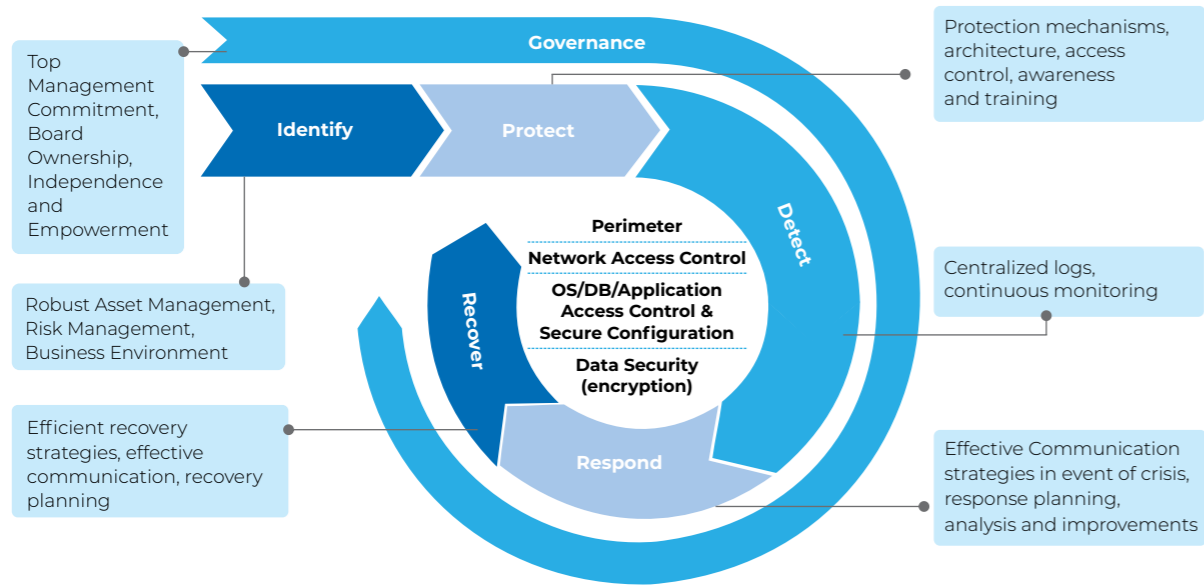 Governance
Top
Management
Commitment,
Board
Ownership,
Independence
and
Empowerment
Protection mechanisms,
architecture, access
control, awareness
and training
Identify
Protect
Detect
Perimeter
Network Access Control
OS/DB/Application
Access Control &
Secure Configuration
Data Security
(encryption)
Recover
Respond
Centralized logs,
continuous monitoring
Robust Asset Management,
Risk Management,
Business Environment
Efficient recovery
strategies, effective
communication, recovery
planning
Effective Communication
strategies in event of crisis,
response planning,
analysis and improvements